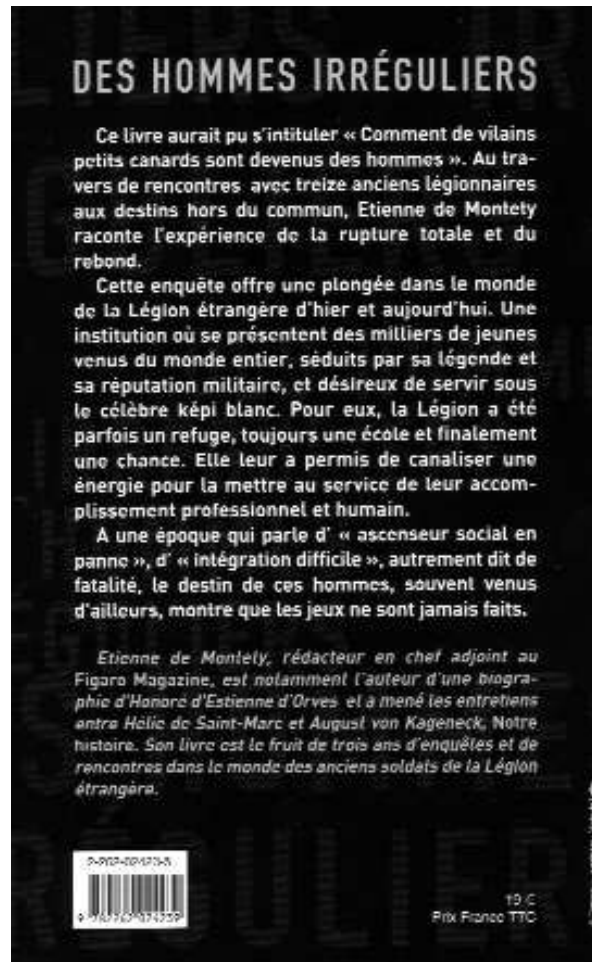 DES HOMMES IRRÉGULIERS
Ce livre aurait pu s'intituler « Comment de vilains
petits canards sont devenus des hommes ». Au tra-
vers de rencontres avec treize anciens légionnaires
aux destins hors du commun, Etienne de Montety
raconte l'expérience de la rupture totale et du
rebond.
Cette enquête offre une plongée dans le monde
de la Légion étrangère d'hier et aujourd'hui. Une
institution où se présentent des milliers de jeunes
venus du monde entier, séduits par sa légende et
sa réputation militaire, et désireux de servir sous
le célèbre képi blanc. Pour eux, la Légion a été
parfois un refuge, toujours une école et finalement
une chance. Elle leur a permis de canaliser une
énergie pour la mettre au service de leur accom-
plissement professionnel et humain.
A une époque qui parle d' « ascenseur social en
panne », d' « intégration difficile », autrement dit de
fatalité, le destin de ces hommes, souvent venus
d'ailleurs, montre que les jeux ne sont jamais faits.
Etienne de Montety, rédacteur en chef adjoint au
Figaro Magazine, est notamment l'auteur d'une biogra-
phie d'Honoré d'Estienne d'Orves et a mené les entretiens
entre Hélie de Saint-Marc et August von Kageneck, Notre
histoire. Son livre est le fruit de trois ans d'enquêtes et de
rencontres dans le monde des anciens soldats de la Légion
étrangère.
19 €
Prix France TTC